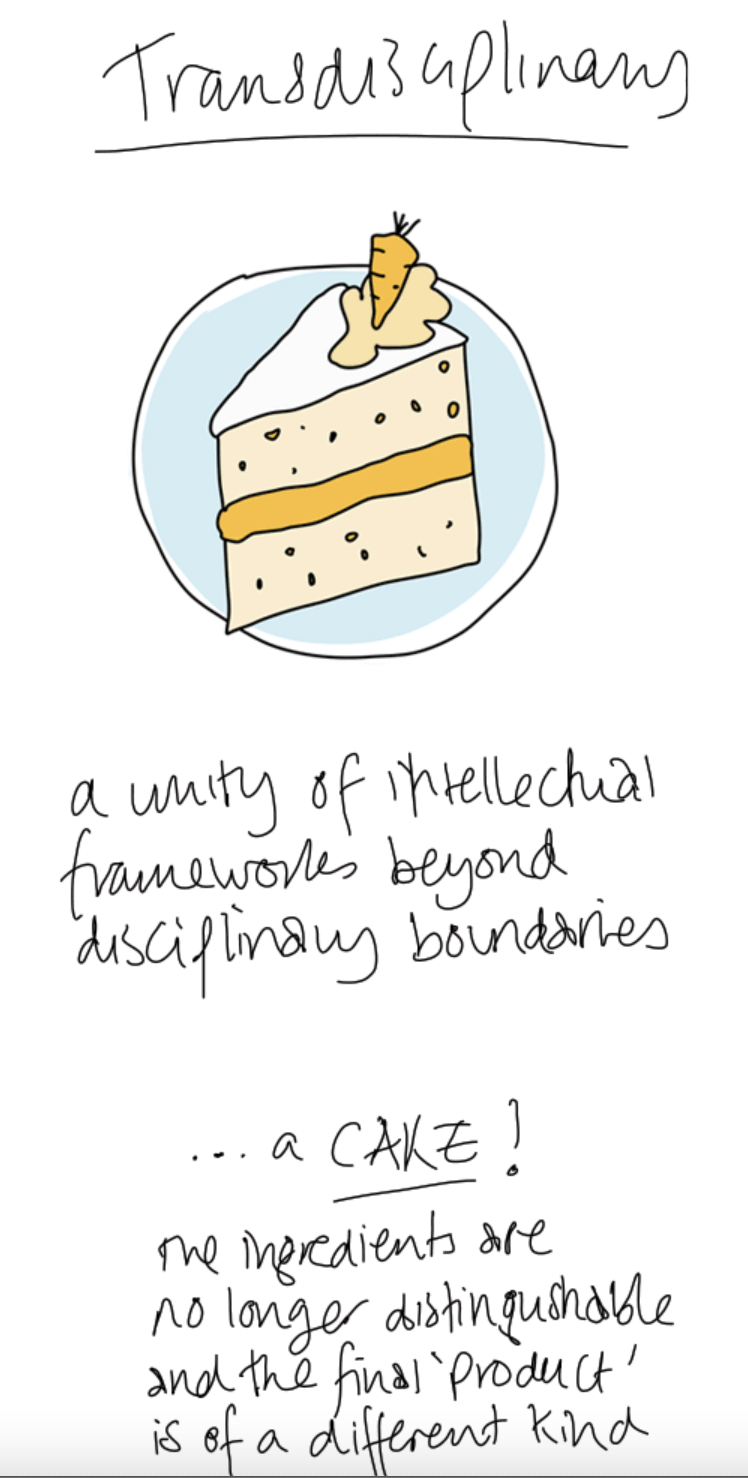 Transdisciplinary
a unity of intellectual
frameworks beyond
disciplinary boundaries
... a CAKE!
The ingredients are
no longer distinguishable
and the final 'product'
is of a different kind